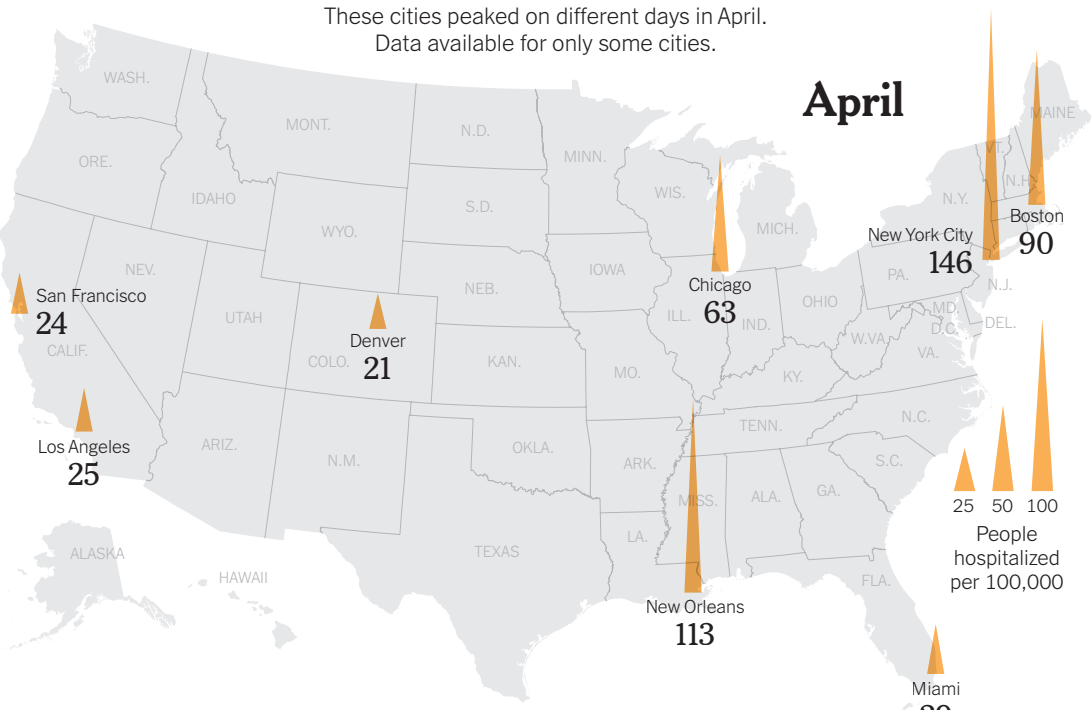 These cities peaked on different days in April.
Data available for only some cities.
April
WASH.
MONT.
N.D.
MINN.
MAINE
VT.
N.H.
ORE.
IDAHO
S.D.
WIS.
MICH.
N.Y.
WYO.
Boston
90
New York City
146
NEV.
IOWA
NEB.
PA.
N.J.
San Francisco
24
Chicago
63
OHIO
UTAH
ILL.
IND.
MD.
D.C.
DEL.
Denver
21
CALIF.
COLO.
KAN.
MO.
W.VA.
VA.
KY.
Los Angeles
25
ARIZ.
N.M.
OKLA.
ARK.
TENN.
N.C.
S.C.
MISS.
ALA.
GA.
25 50 100
People
hospitalized
per 100,000
LA.
TEXAS
ALASKA
HAWAII
FLA.
New Orleans
113
Miami